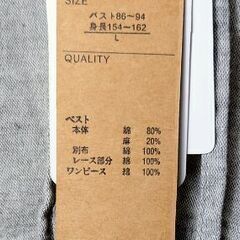 SIZE
バスト86〜94
身長154〜162
L
QUALITY
ベスト
本体 綿 80%
麻 20%
別布 綿 100%
レース部分 綿 100%
ワンピース 綿 100%